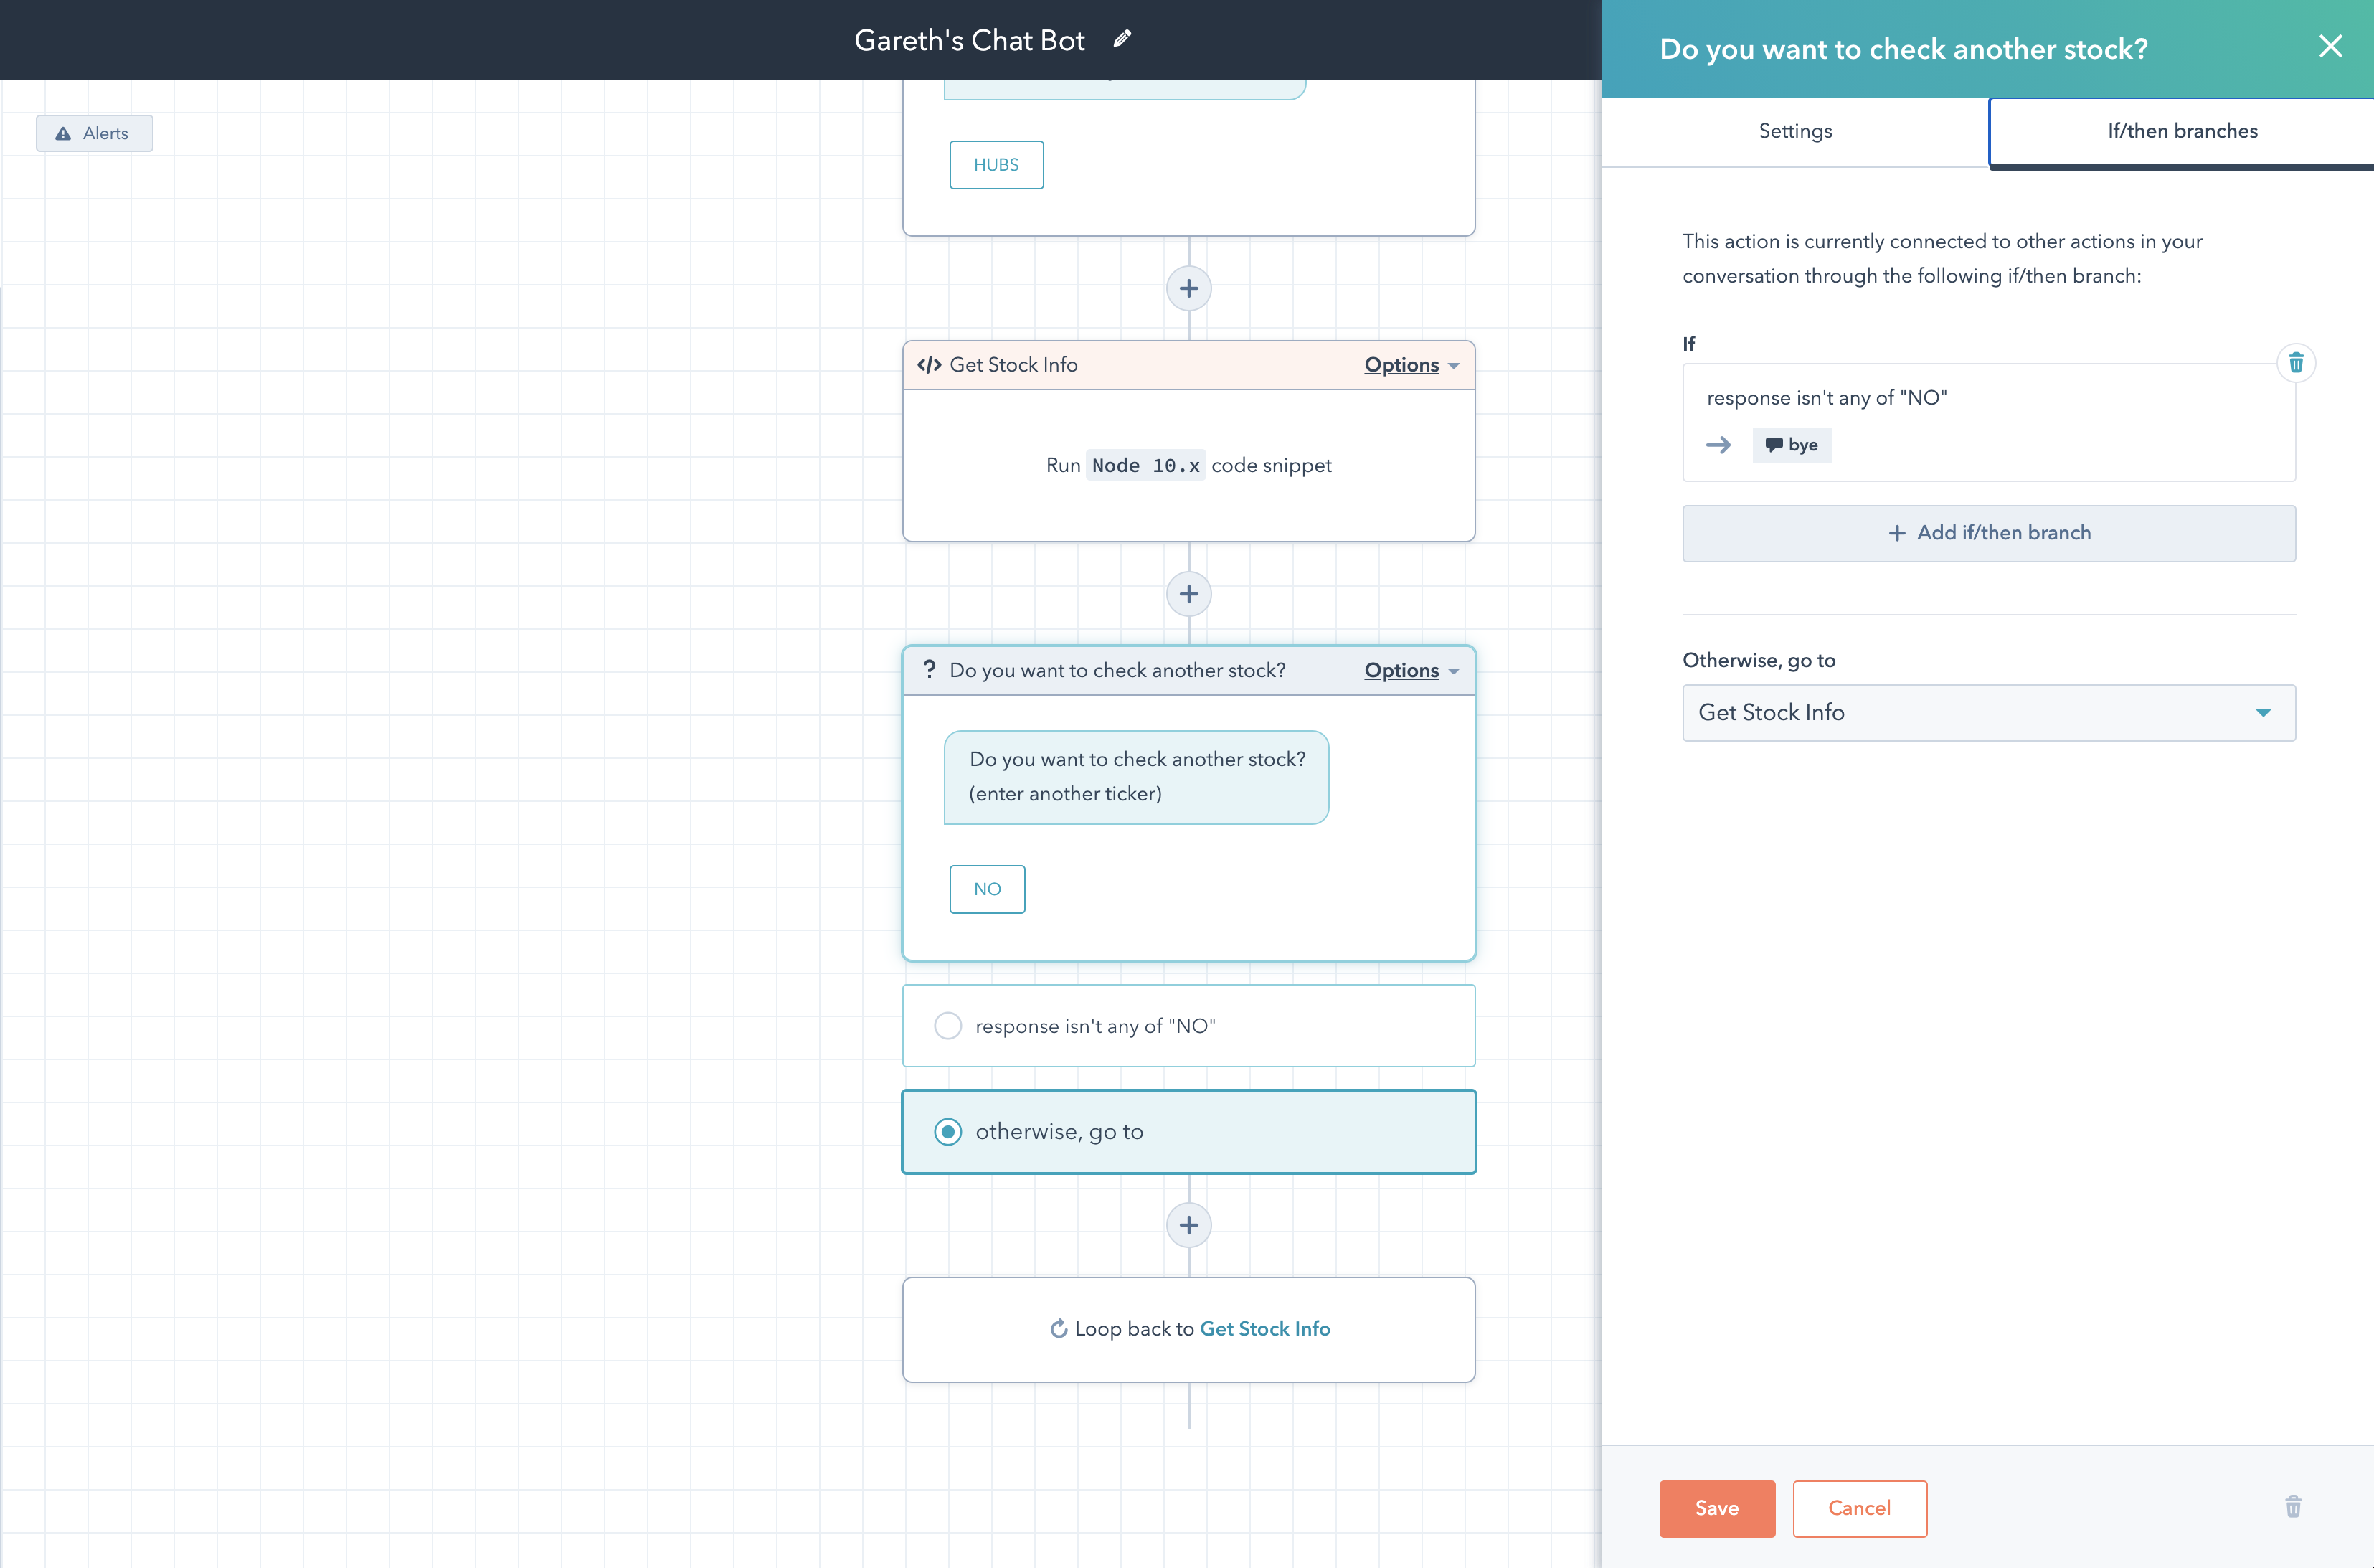 Gareth's Chat Bot
Alerts
HUBS
</> Get Stock Info
Options
Run Node 10.x code snippet
? Do you want to check another stock?
Options
Do you want to check another stock?
(enter another ticker)
NO
response isn't any of "NO"
otherwise, go to
Loop back to Get Stock Info
Do you want to check another stock?
Settings
If/then branches
This action is currently connected to other actions in your
conversation through the following if/then branch:
If
response isn't any of "NO"
bye
+ Add if/then branch
Otherwise, go to
Get Stock Info
Save
Cancel